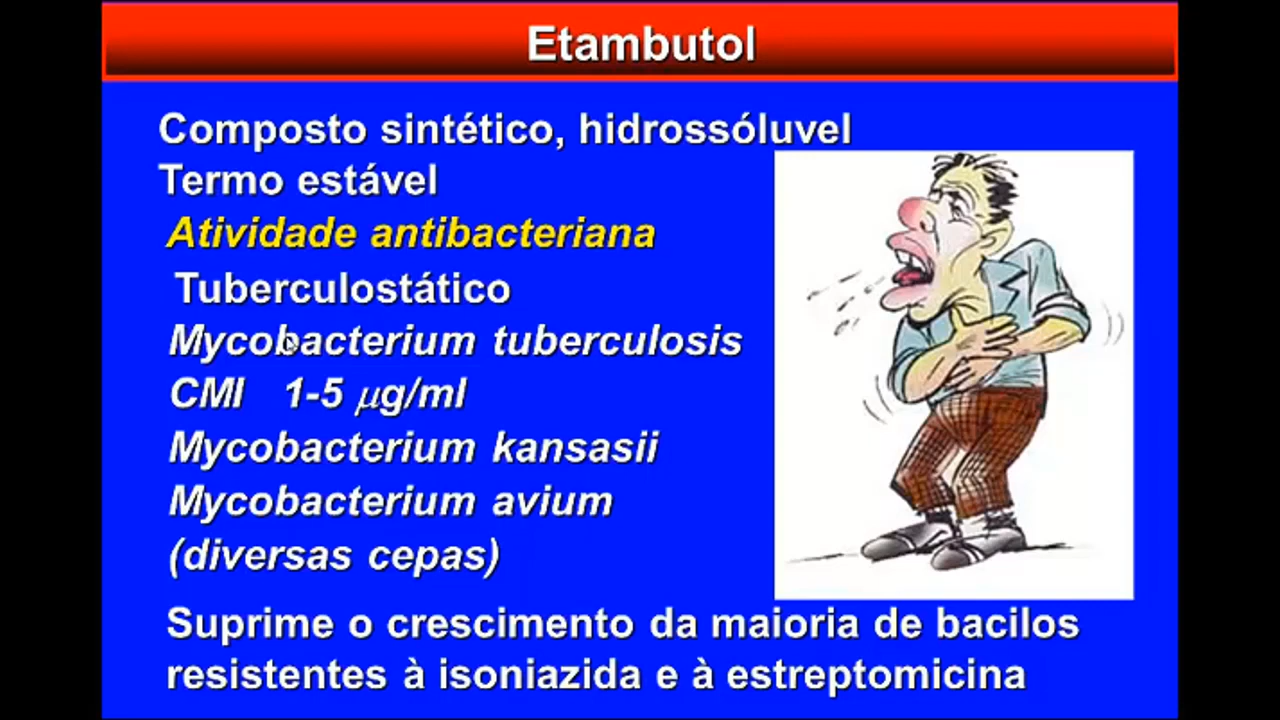 Etambutol
Composto sintético, hidrossóluvel
Termo estável
Atividade antibacteriana
Tuberculostático
Mycobacterium tuberculosis
CMI 1-5 µg/ml
Mycobacterium kansasii
Mycobacterium avium
(diversas cepas)
Suprime o crescimento da maioria de bacilos
resistentes à isoniazida e à estreptomicina